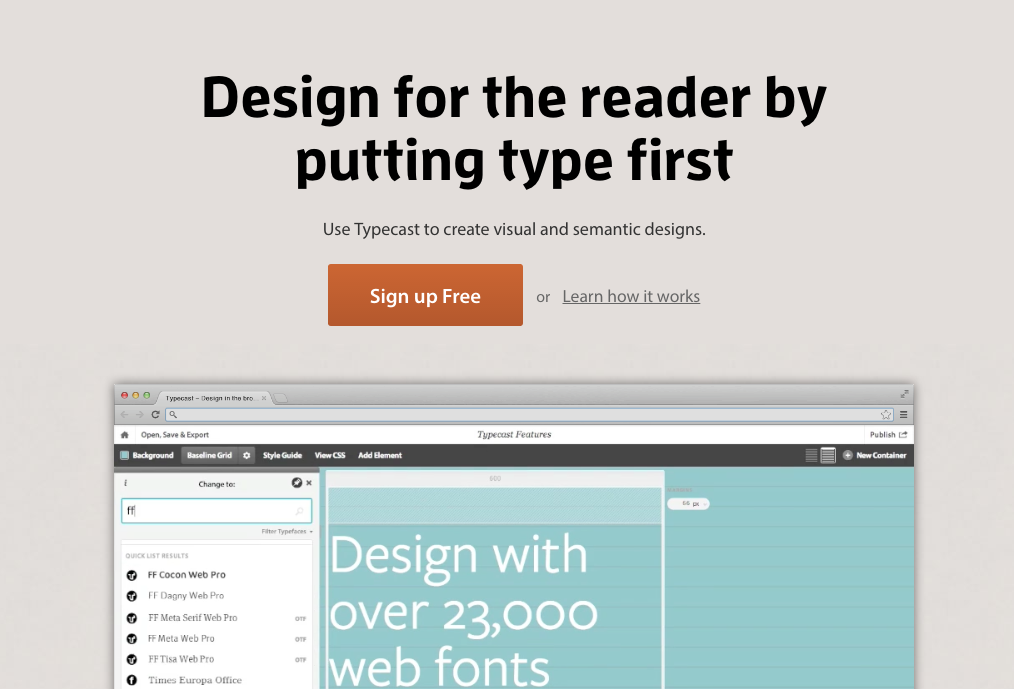 Design for the reader by
putting type first
Use Typecast to create visual and semantic designs.
Sign up Free or Learn how it works
Typecast – Design in the bro...
Open, Save & Export Typecast Features Publish
Background Baseline Grid Style Guide View CSS Add Element New Container
i Change to:
600
ff
66 px
Filter Typefaces
QUICK LIST RESULTS
FF Cocon Web Pro
FF Dagny Web Pro
FF Meta Serif Web Pro OTF
FF Meta Web Pro
FF Tisa Web Pro OTF
Times Europa Office
Design with
over 23,000
web fonts